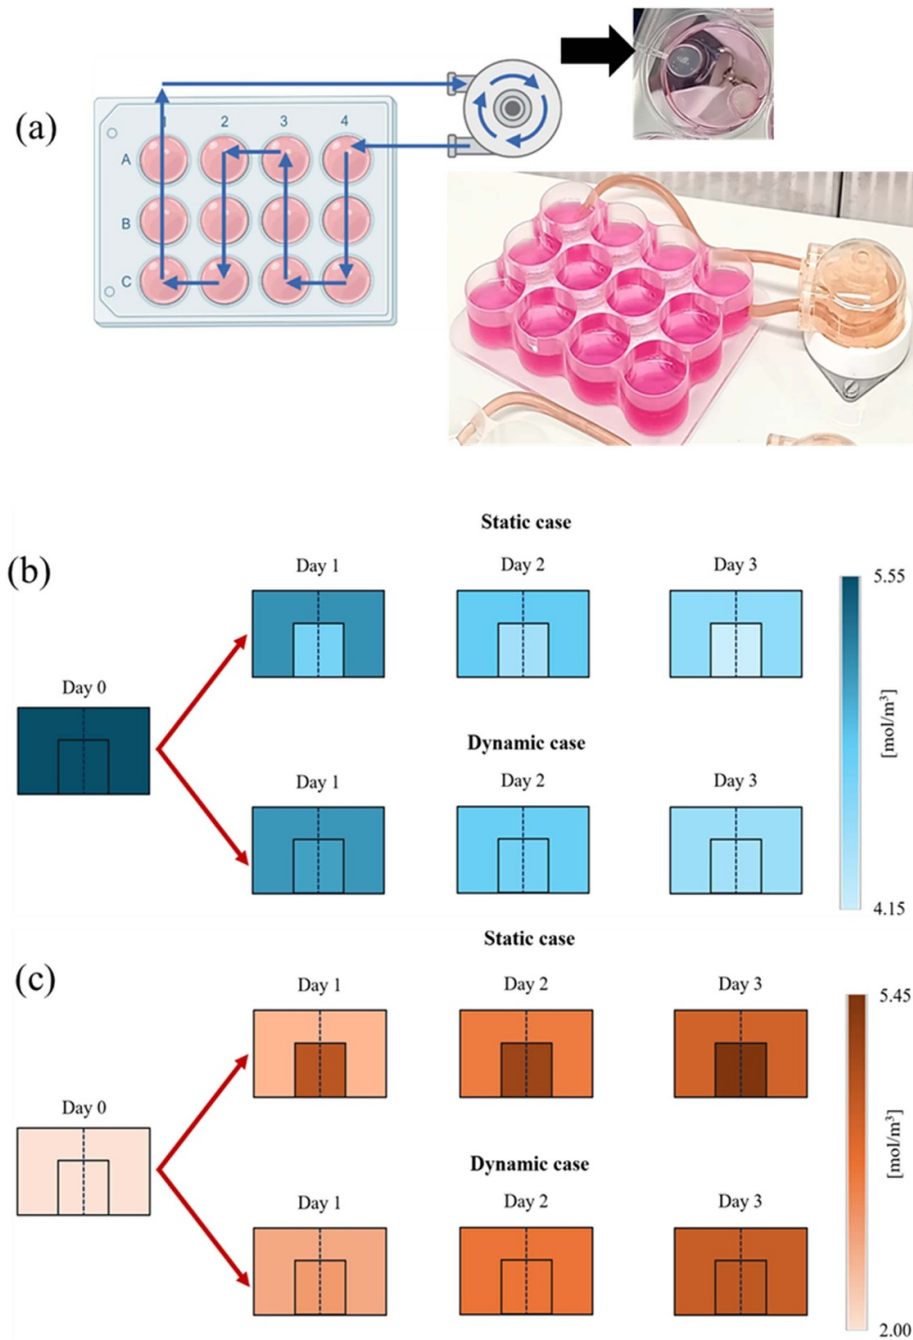 (a)
1 2 3 4
A
B
C
(b)
Static case
Day 1 Day 2 Day 3
5.55
Day 0
[mol/m³]
Dynamic case
Day 1 Day 2 Day 3
4.15
(c)
Static case
Day 1 Day 2 Day 3
5.45
Day 0
[mol/m³]
Dynamic case
Day 1 Day 2 Day 3
2.00